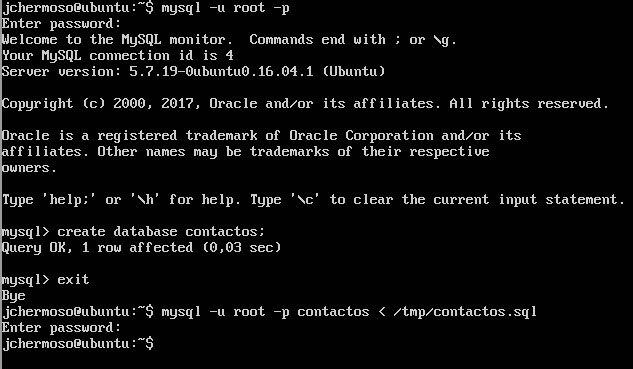 jchermoso@ubuntu:~$ mysql -u root -p
Enter password:
Welcome to the MySQL monitor.  Commands end with ; or \g.
Your MySQL connection id is 4
Server version: 5.7.19-0ubuntu0.16.04.1 (Ubuntu)
Copyright (c) 2000, 2017, Oracle and/or its affiliates. All rights reserved.
Oracle is a registered trademark of Oracle Corporation and/or its
affiliates. Other names may be trademarks of their respective
owners.
Type 'help;' or '\h' for help. Type '\c' to clear the current input statement.
mysql> create database contactos;
Query OK, 1 row affected (0,03 sec)
mysql> exit
Bye
jchermoso@ubuntu:~$ mysql -u root -p contactos < /tmp/contactos.sql
Enter password:
jchermoso@ubuntu:~$